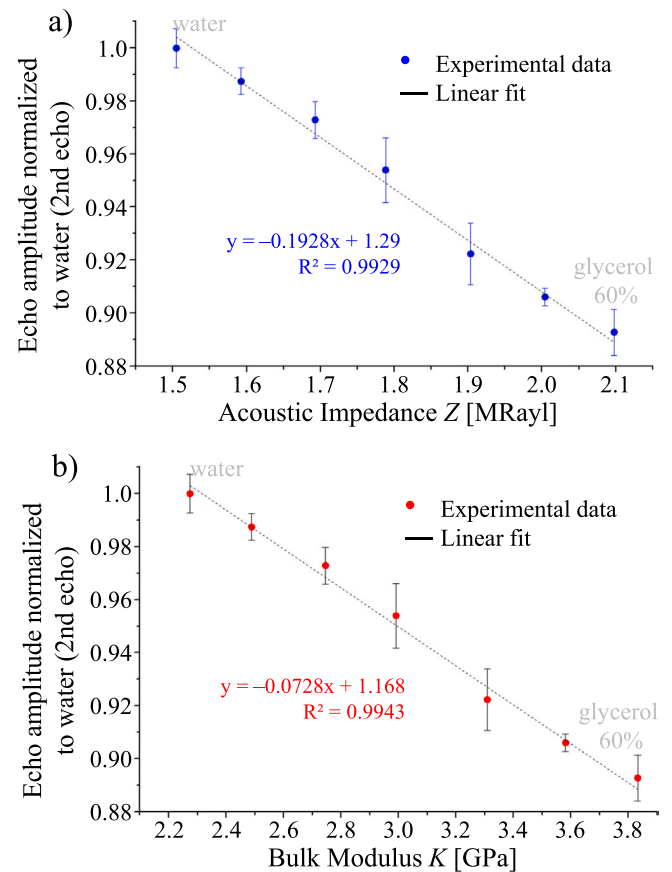 a)
water
Experimental data
Linear fit
Echo amplitude normalized
to water (2nd echo)
1.00
0.98
0.96
0.94
0.92
0.90
0.88
y = –0.1928x + 1.29
R² = 0.9929
glycerol
60%
1.5 1.6 1.7 1.8 1.9 2.0 2.1
Acoustic Impedance Z [MRayl]
b)
water
Experimental data
Linear fit
Echo amplitude normalized
to water (2nd echo)
1.0
0.98
0.96
0.94
0.92
0.90
0.88
y = –0.0728x + 1.168
R² = 0.9943
glycerol
60%
2.2 2.4 2.6 2.8 3.0 3.2 3.4 3.6 3.8
Bulk Modulus K [GPa]